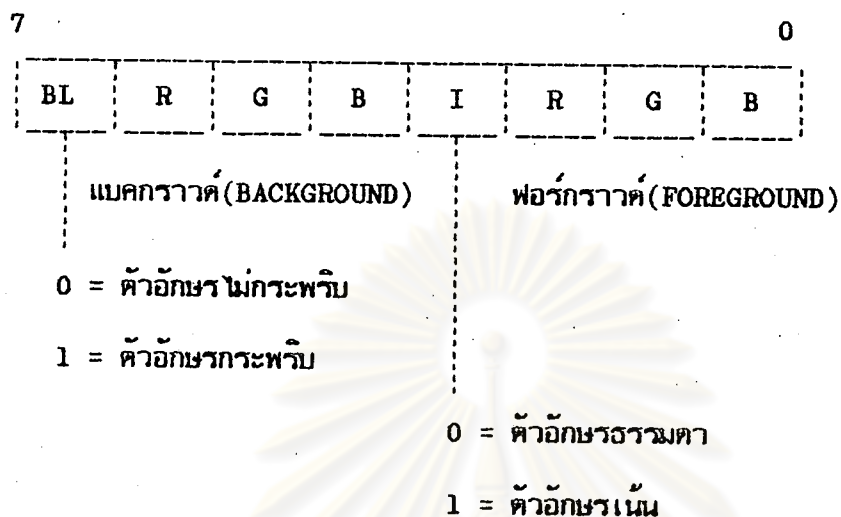 7 0
BL R G B I R G B
แบคกราวด์(BACKGROUND) ฟอร์กราวด์(FOREGROUND)
0 = ตัวอักษรไม่กระพริบ
1 = ตัวอักษรกระพริบ
0 = ตัวอักษรธรรมดา
1 = ตัวอักษรเน้น